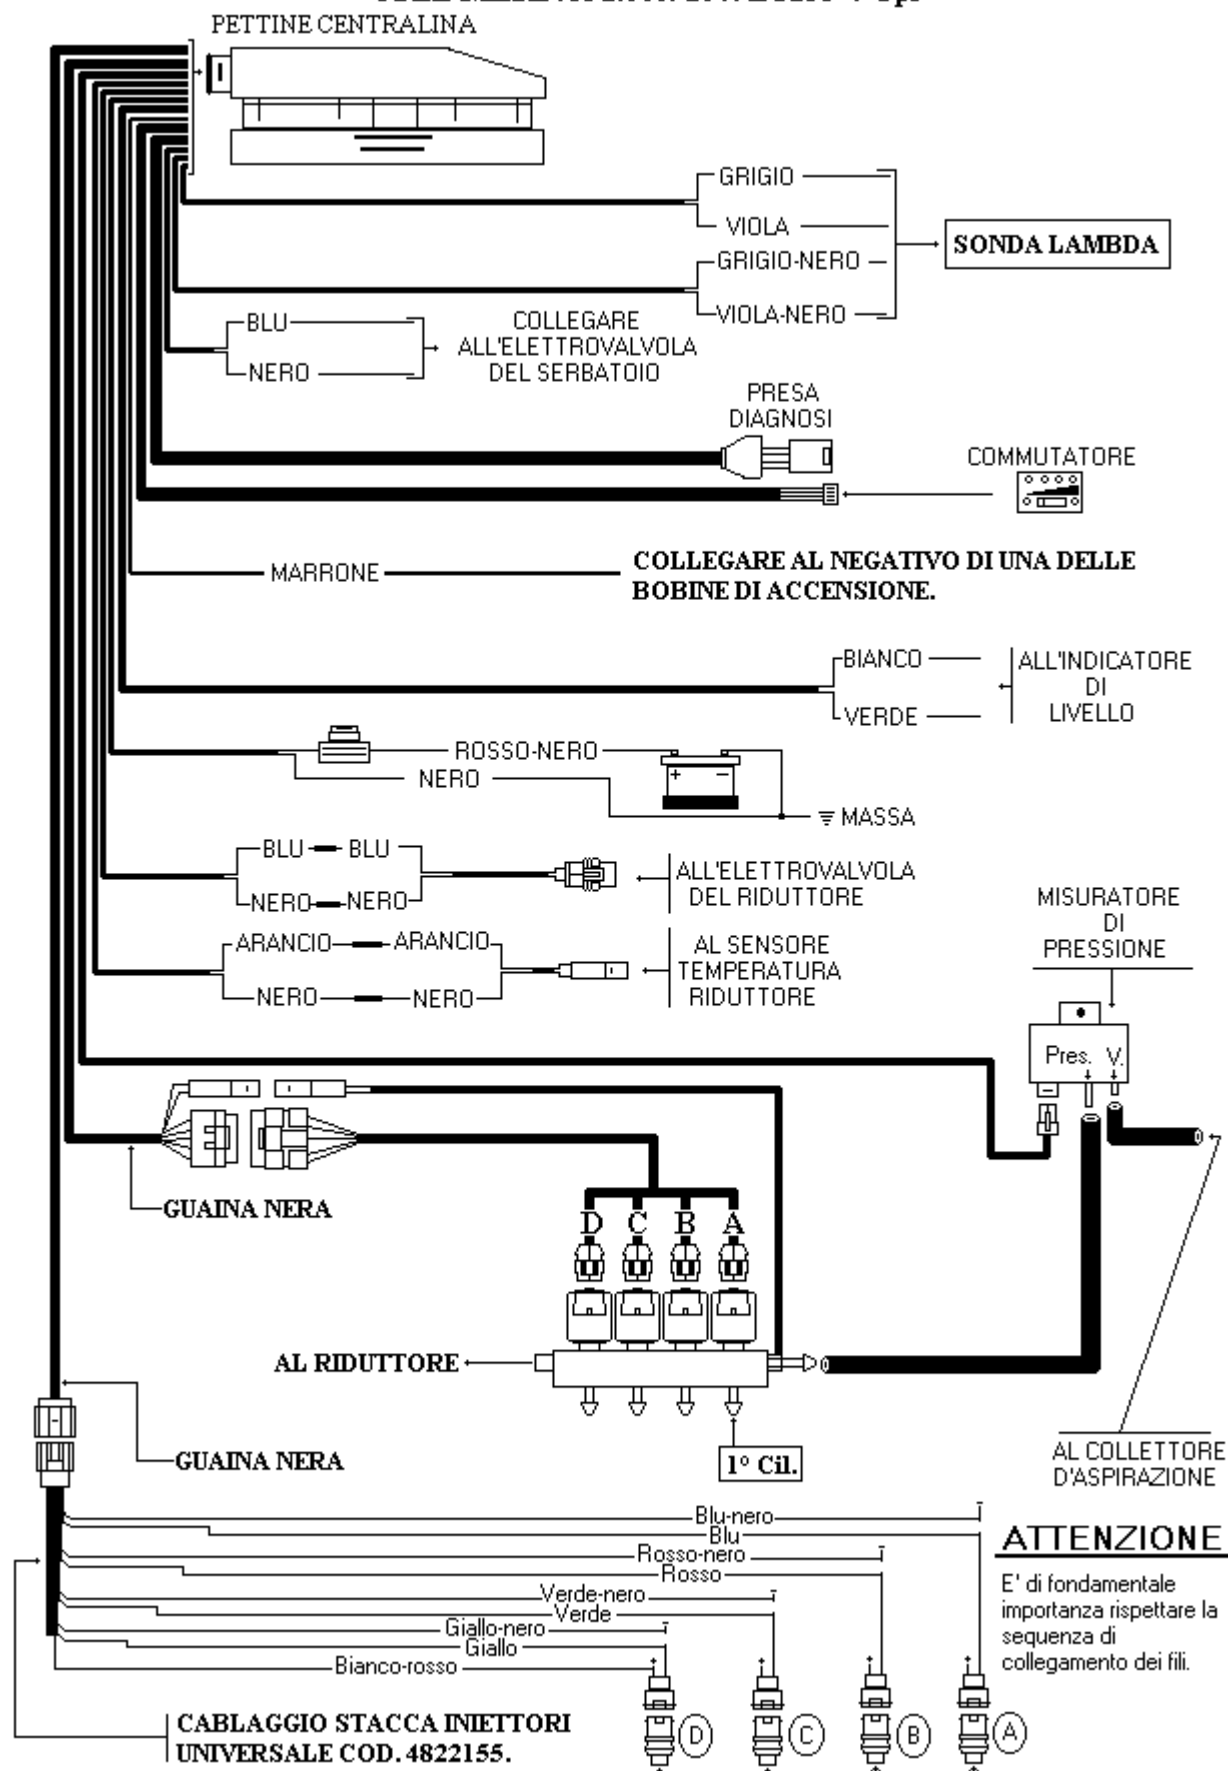 PETTINE CENTRALINA
GRIGIO
VIOLA
SONDA LAMBDA
GRIGIO-NERO
VIOLA-NERO
BLU
NERO
COLLEGARE
ALL'ELETTROVALVOLA
DEL SERBATOIO
PRESA
DIAGNOSI
COMMUTATORE
MARRONE
COLLEGARE AL NEGATIVO DI UNA DELLE
BOBINE DI ACCENSIONE.
BIANCO
VERDE
ALL'INDICATORE
DI
LIVELLO
ROSSO-NERO
NERO
+ −
MASSA
BLU BLU
NERO NERO
ALL'ELETTROVALVOLA
DEL RIDUTTORE
MISURATORE
DI
PRESSIONE
ARANCIO ARANCIO
NERO NERO
AL SENSORE
TEMPERATURA
RIDUTTORE
Pres. V.
GUAINA NERA
D C B A
AL RIDUTTORE
1° Cil.
GUAINA NERA
AL COLLETTORE
D'ASPIRAZIONE
Blu-nero
Blu
Rosso-nero
Rosso
Verde-nero
Verde
Giallo-nero
Giallo
Bianco-rosso
ATTENZIONE
E' di fondamentale
importanza rispettare la
sequenza di
collegamento dei fili.
CABLAGGIO STACCA INIETTORI
UNIVERSALE COD. 4822155.
D C B A